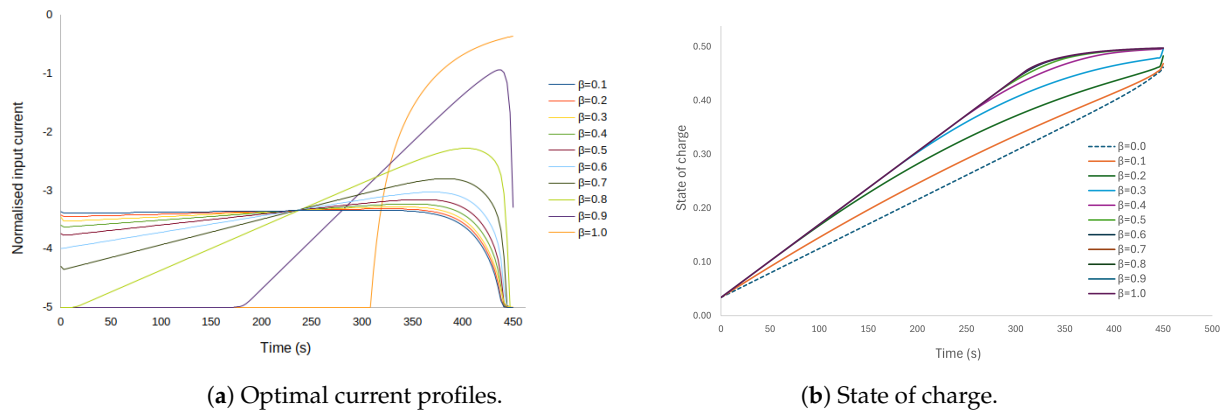 0
-1
-2
-3
-4
-5
Normalised input current
0 50 100 150 200 250 300 350 400 450
Time (s)
β=0.1
β=0.2
β=0.3
β=0.4
β=0.5
β=0.6
β=0.7
β=0.8
β=0.9
β=1.0
(a) Optimal current profiles.
0.50
0.40
0.30
0.20
0.10
0.00
State of charge
0 50 100 150 200 250 300 350 400 450 500
Time (s)
β=0.0
β=0.1
β=0.2
β=0.3
β=0.4
β=0.5
β=0.6
β=0.7
β=0.8
β=0.9
β=1.0
(b) State of charge.